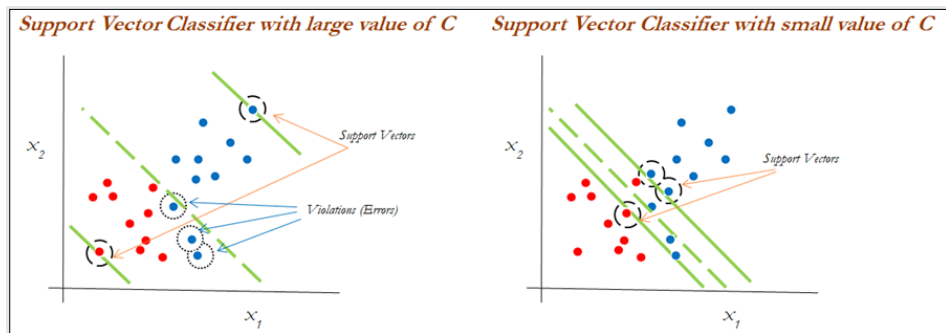 Support Vector Classifier with large value of C
X2
Support Vectors
Violations (Errors)
X1
Support Vector Classifier with small value of C
X2
Support Vectors
X1